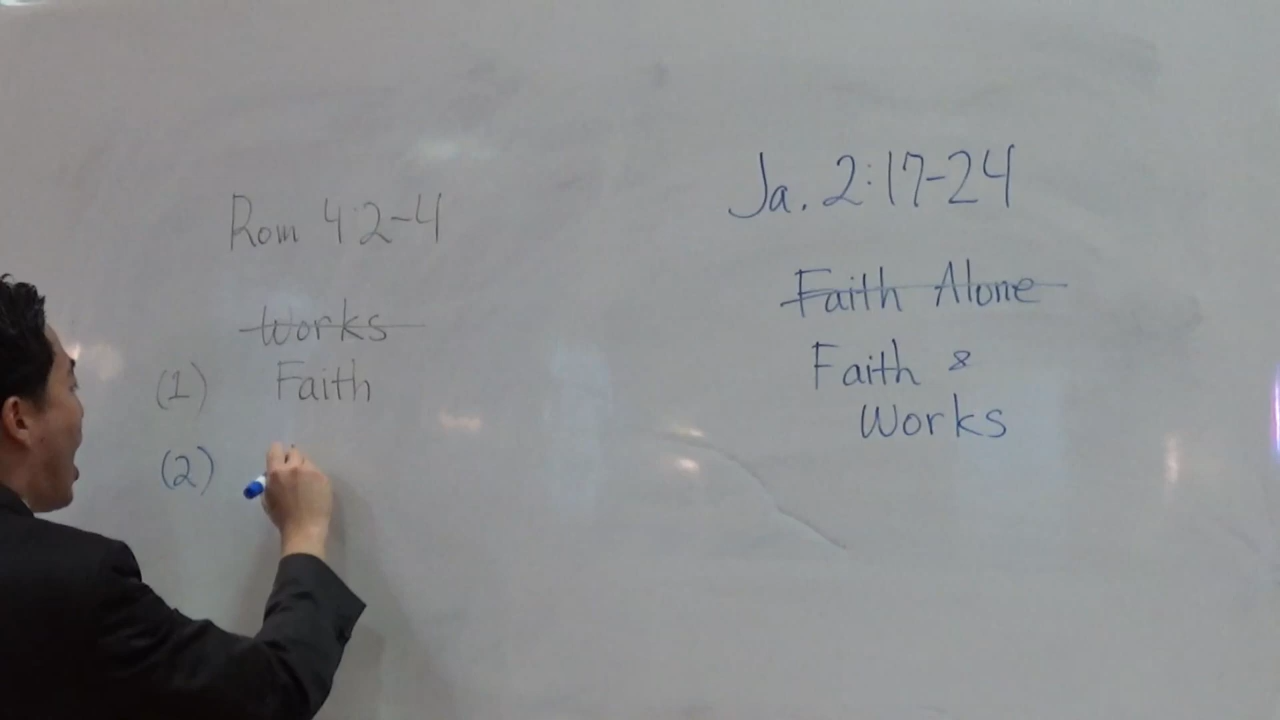 Rom 4:2-4
Works
(1) Faith
(2)
Ja. 2:17-24
Faith Alone
Faith &
Works